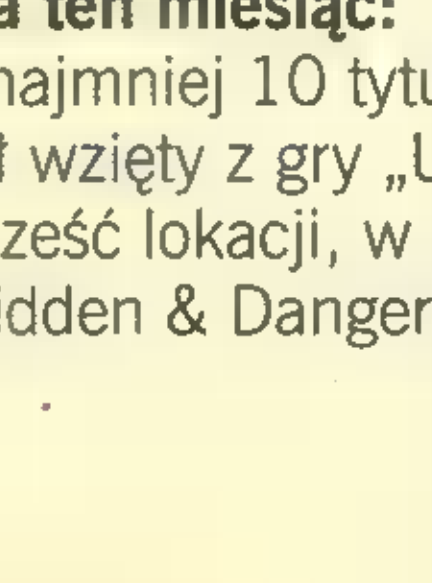 a ten miesiąc:
najmniej 10 tytu
ł wzięty z gry „U
ześć lokacji, w
idden & Danger